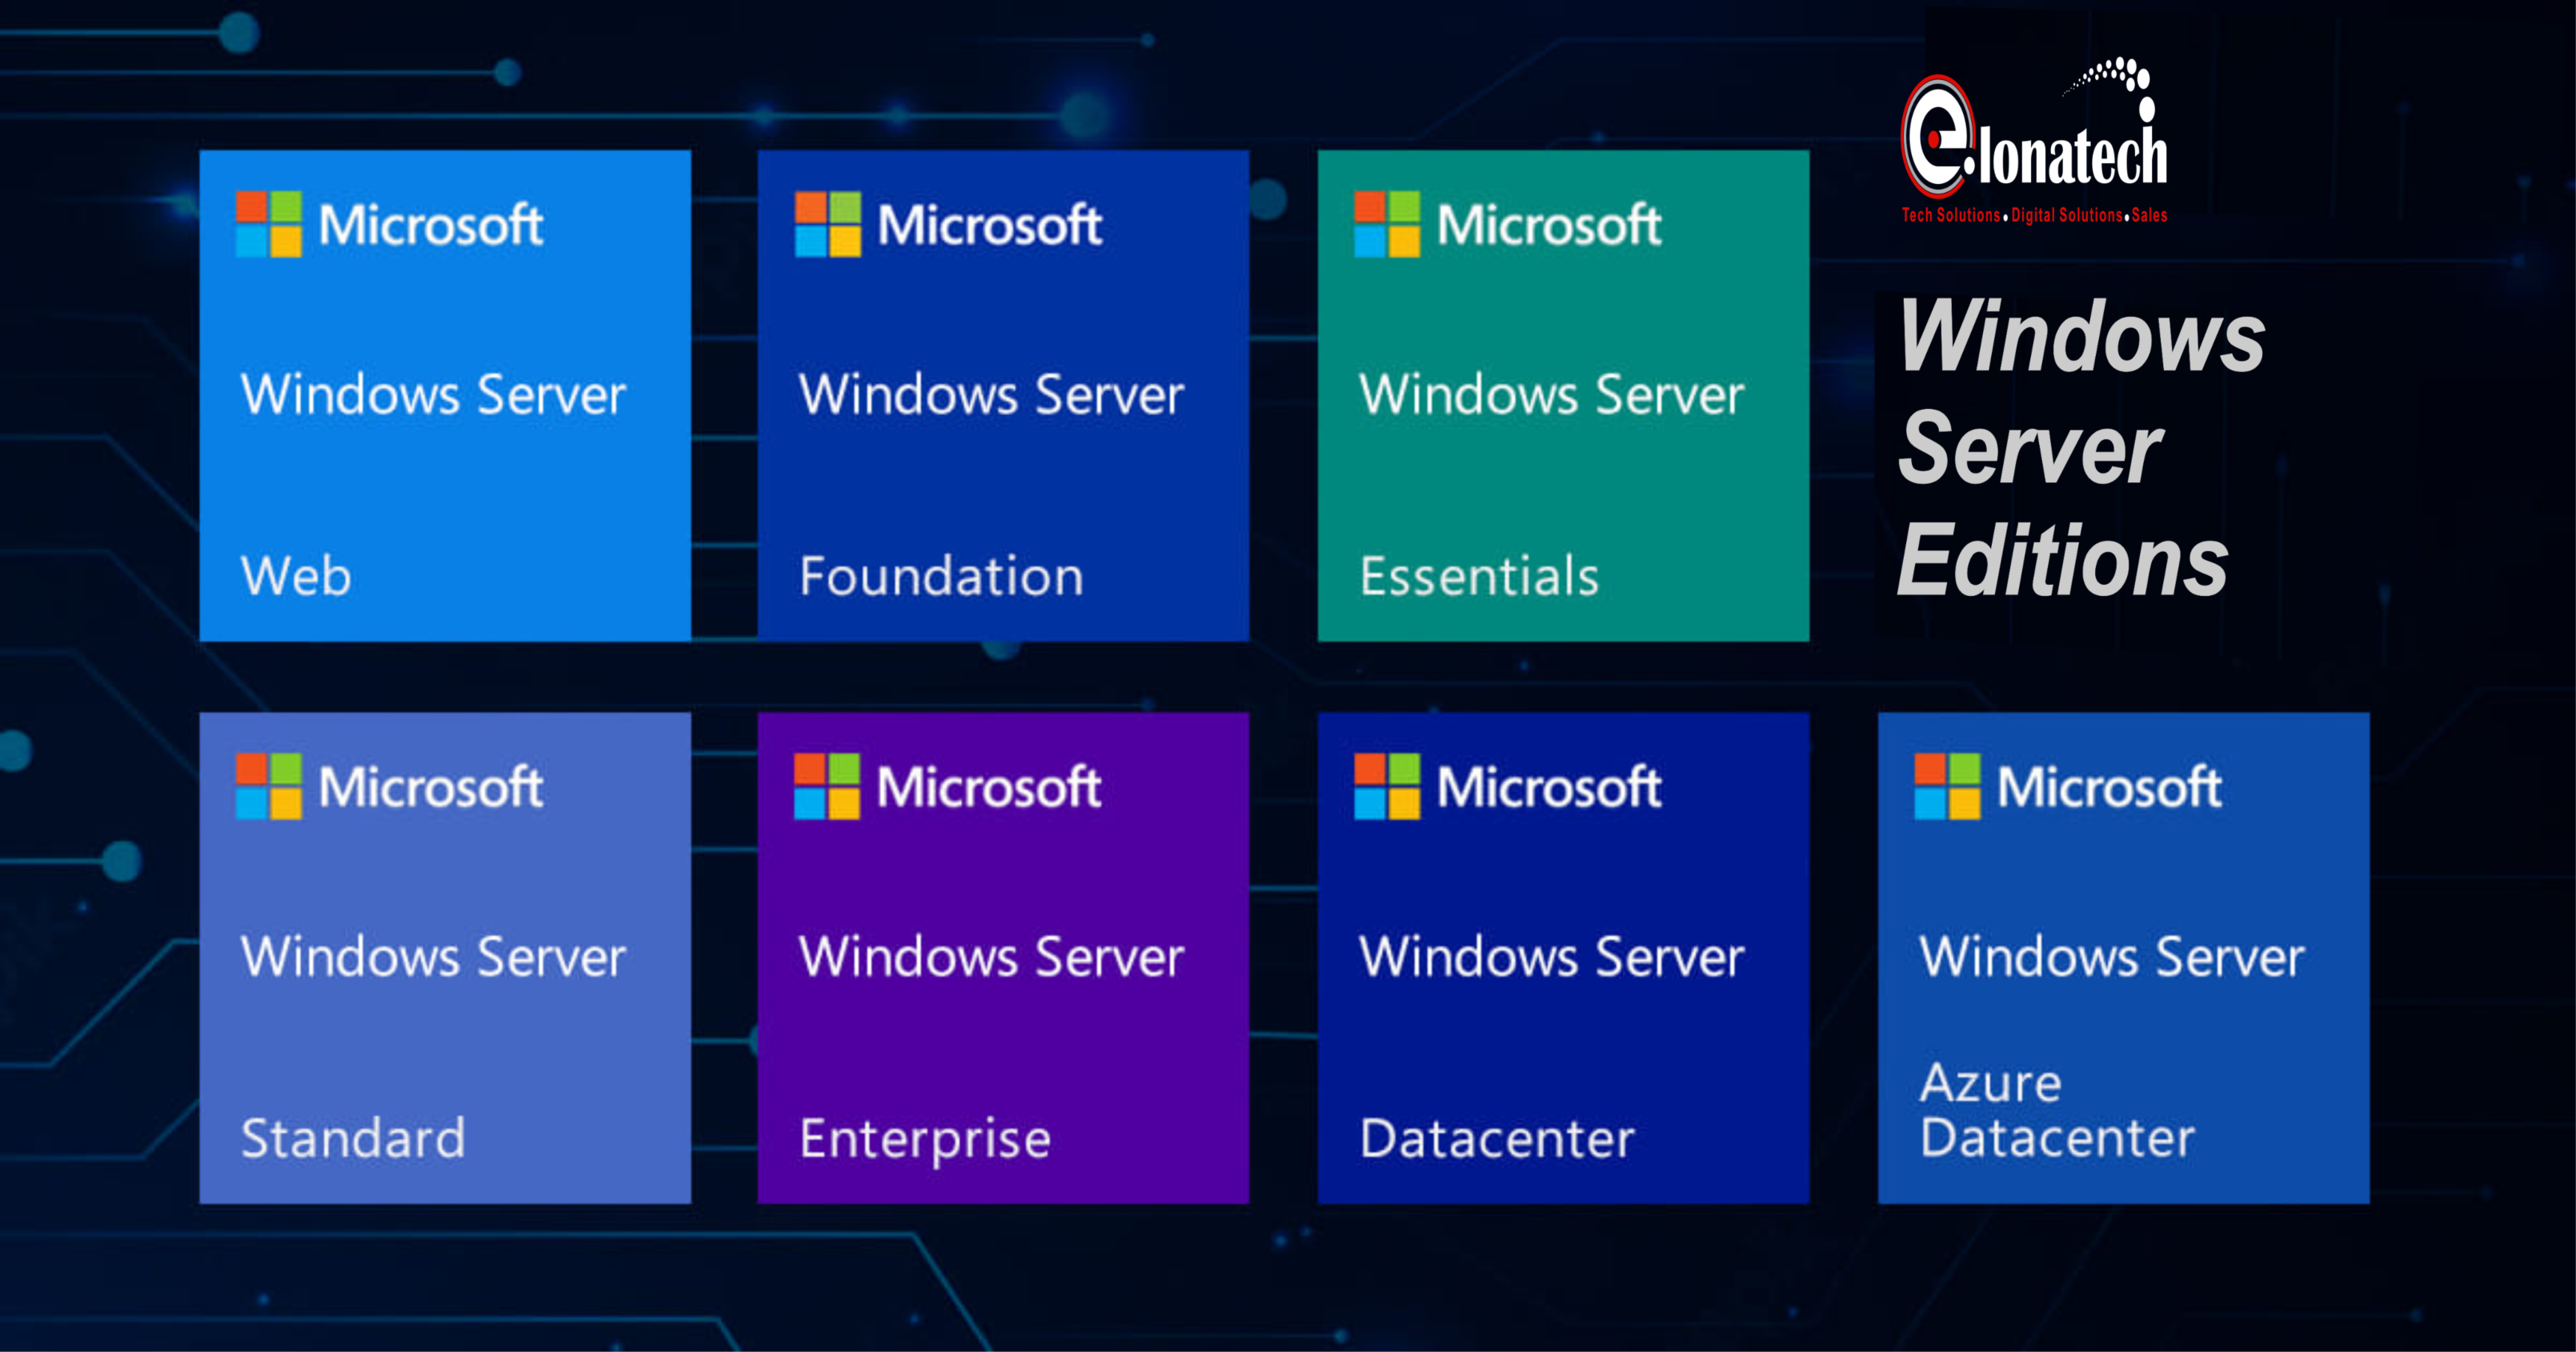 Microsoft
Windows Server
Web
Microsoft
Windows Server
Foundation
Microsoft
Windows Server
Essentials
e.lonatech
Tech Solutions • Digital Solutions • Sales
Windows
Server
Editions
Microsoft
Windows Server
Standard
Microsoft
Windows Server
Enterprise
Microsoft
Windows Server
Datacenter
Microsoft
Windows Server
Azure
Datacenter